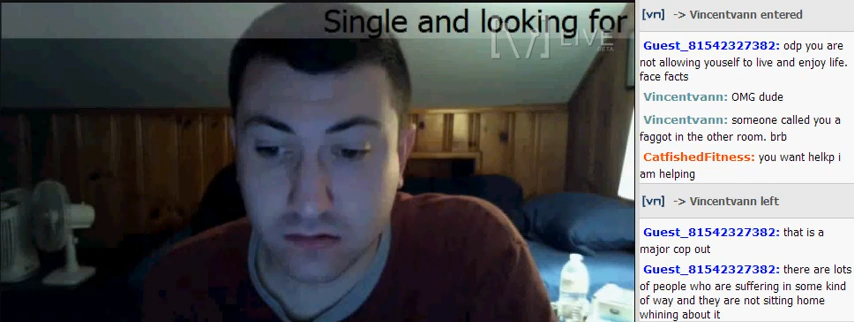 Single and looking for
[\/] LIVE
BETA
[vn] -> Vincentvann entered
Guest_81542327382: odp you are
not allowing youself to live and enjoy life.
face facts
Vincentvann: OMG dude
Vincentvann: someone called you a
faggot in the other room. brb
CatfishedFitness: you want helkp i
am helping
[vn] -> Vincentvann left
Guest_81542327382: that is a
major cop out
Guest_81542327382: there are lots
of people who are suffering in some kind
of way and they are not sitting home
whining about it